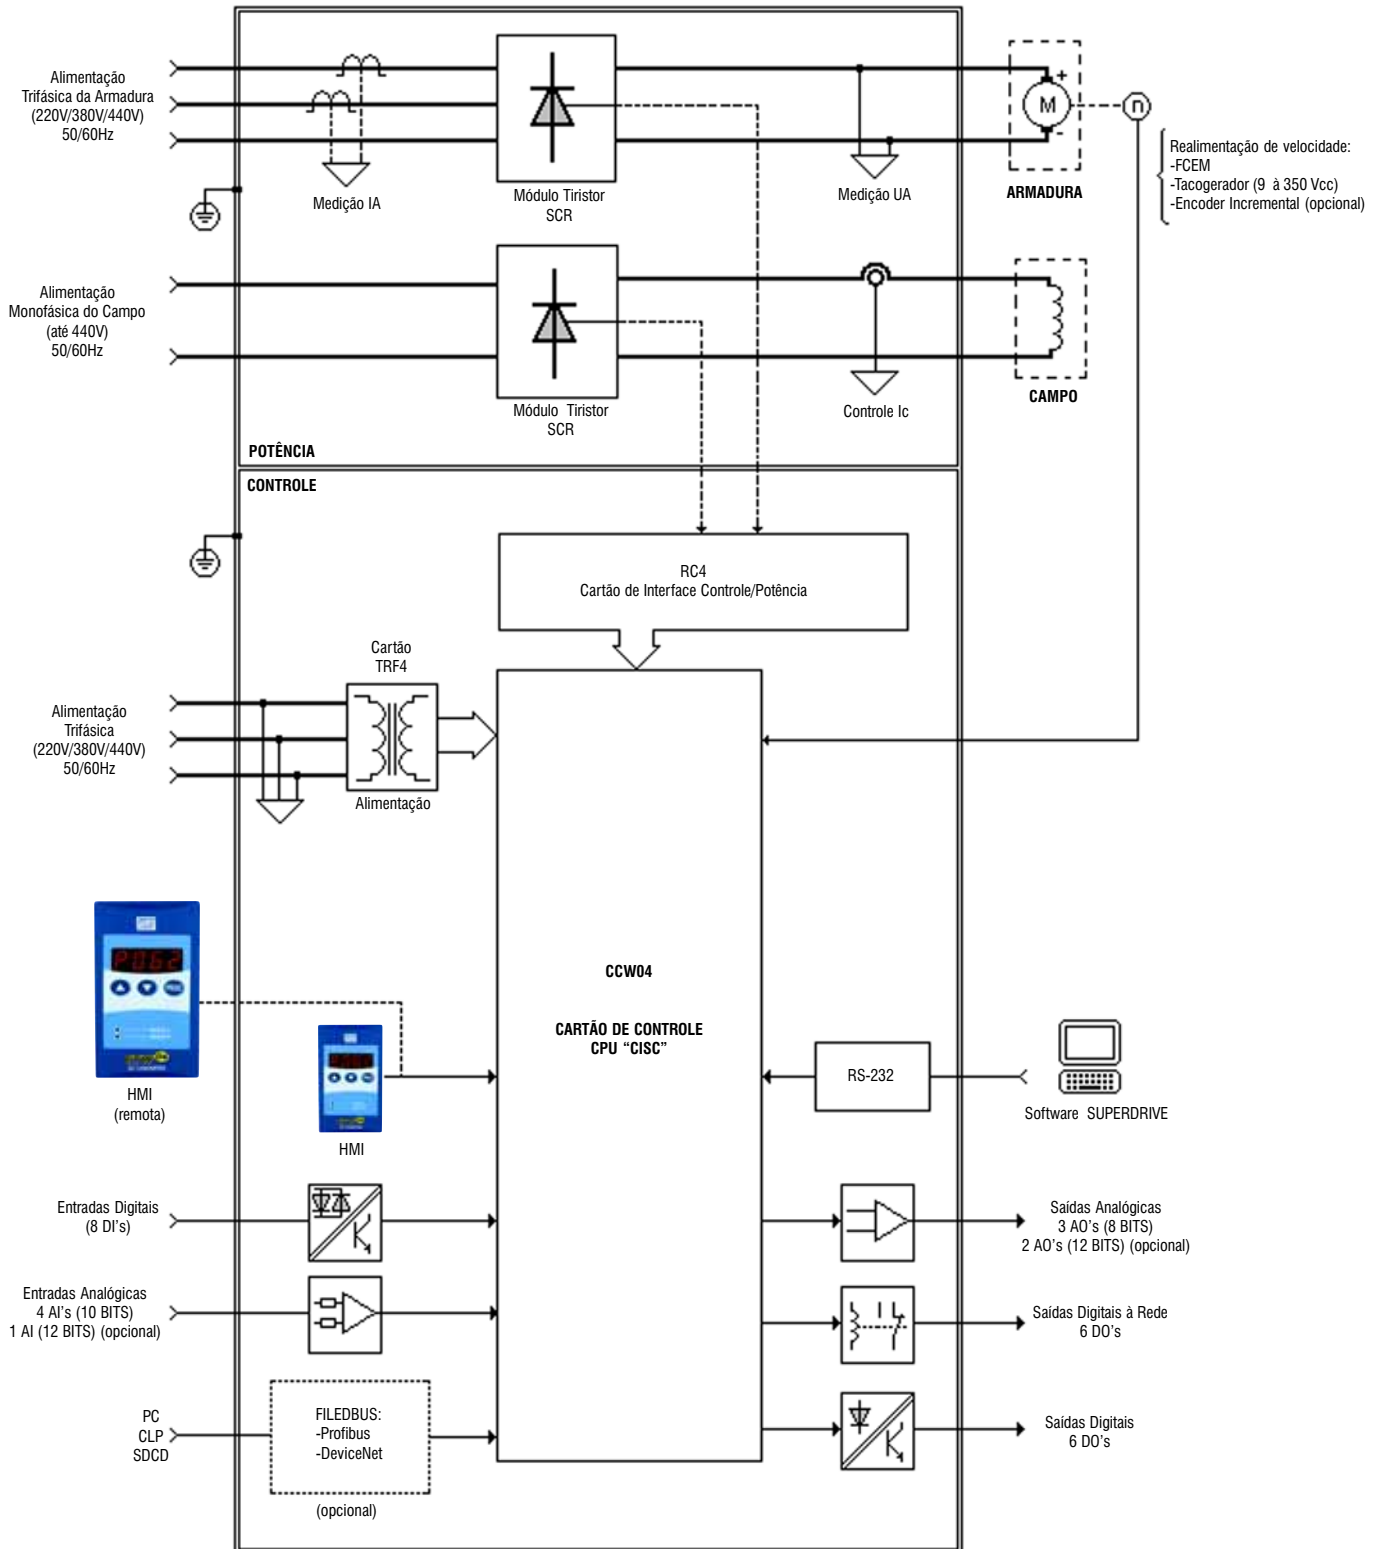 Alimentação
Trifásica da Armadura
(220V/380V/440V)
50/60Hz
Medição IA
Módulo Tiristor
SCR
Medição UA
M
+
-
n
ARMADURA
Realimentação de velocidade:
-FCEM
-Tacogerador (9 à 350 Vcc)
-Encoder Incremental (opcional)
Alimentação
Monofásica do Campo
(até 440V)
50/60Hz
Módulo Tiristor
SCR
Controle Ic
CAMPO
POTÊNCIA
CONTROLE
RC4
Cartão de Interface Controle/Potência
Cartão
TRF4
Alimentação
Trifásica
(220V/380V/440V)
50/60Hz
Alimentação
P062
HMI
(remota)
HMI
CCW04
CARTÃO DE CONTROLE
CPU “CISC”
RS-232
Software SUPERDRIVE
Entradas Digitais
(8 DI's)
Saídas Analógicas
3 AO's (8 BITS)
2 AO's (12 BITS) (opcional)
Entradas Analógicas
4 AI's (10 BITS)
1 AI (12 BITS) (opcional)
Saídas Digitais à Rede
6 DO's
PC
CLP
SDCD
FILEDBUS:
-Profibus
-DeviceNet
(opcional)
Saídas Digitais
6 DO's